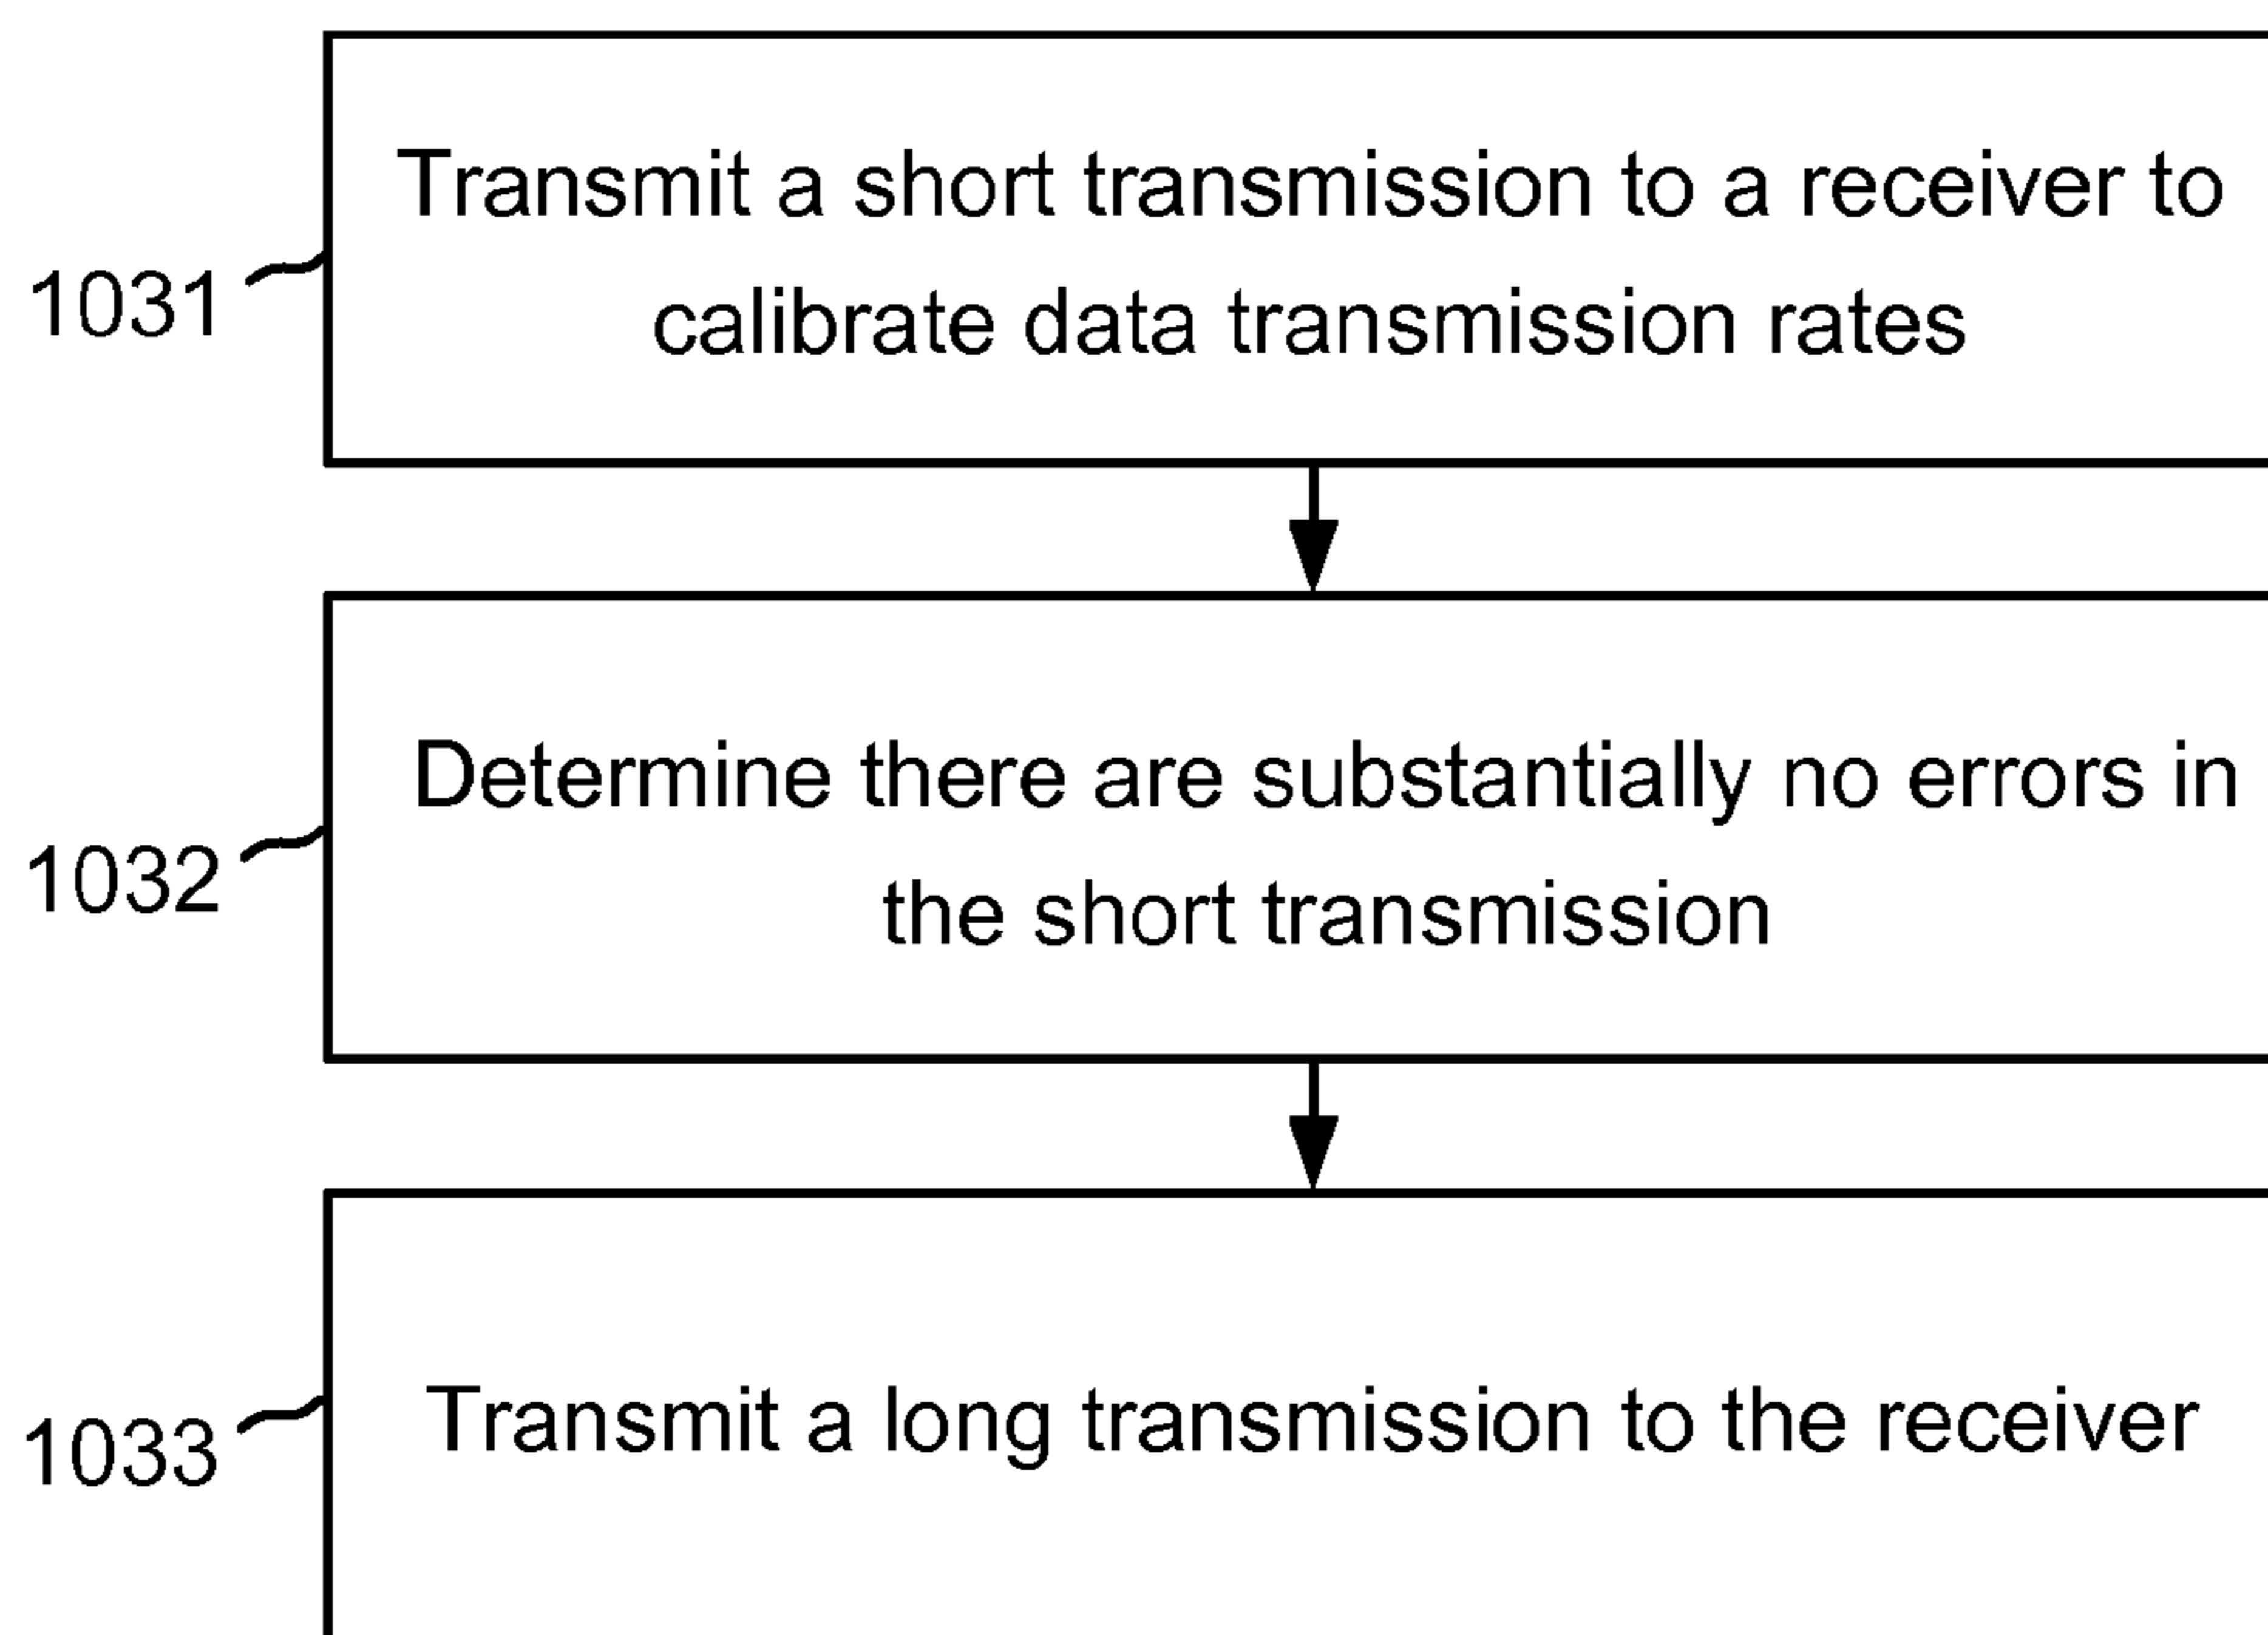 Transmit a short transmission to a receiver to
calibrate data transmission rates
1031
Determine there are substantially no errors in
the short transmission
1032
Transmit a long transmission to the receiver
1033